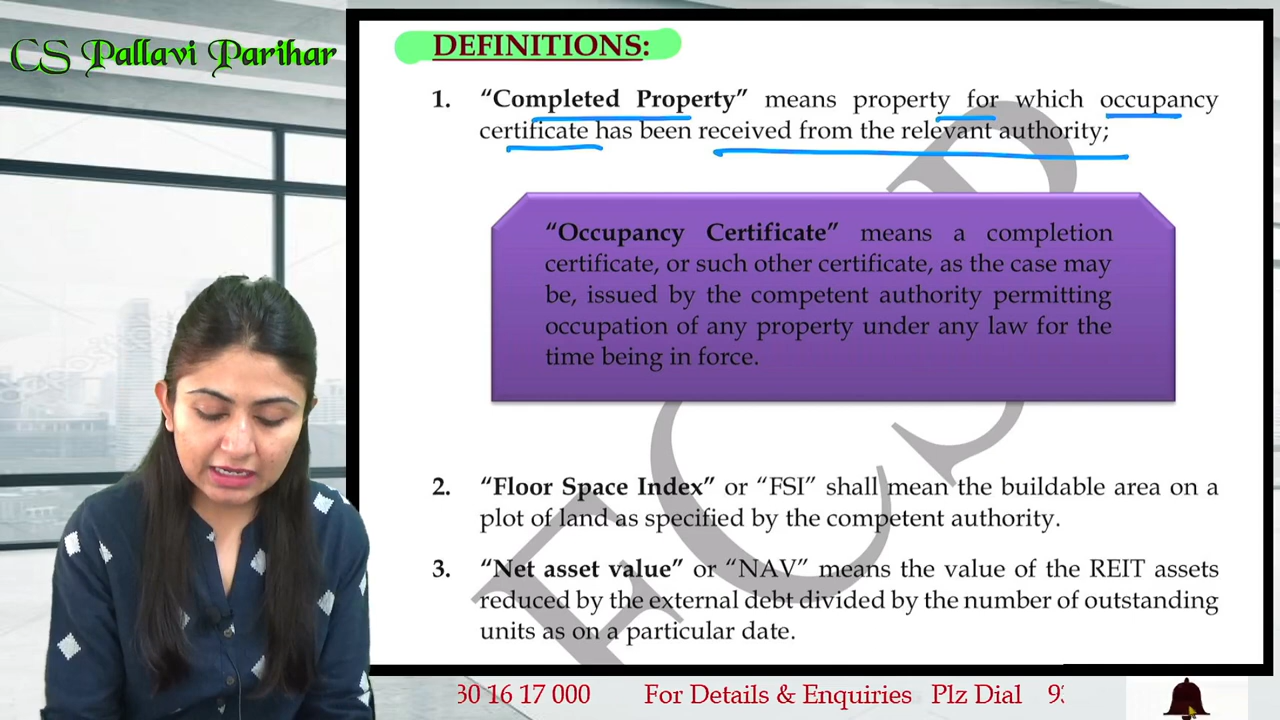 CS Pallavi Parihar
DEFINITIONS:
1. “Completed Property” means property for which occupancy
certificate has been received from the relevant authority;
“Occupancy Certificate” means a completion
certificate, or such other certificate, as the case may
be, issued by the competent authority permitting
occupation of any property under any law for the
time being in force.
2. “Floor Space Index” or “FSI” shall mean the buildable area on a
plot of land as specified by the competent authority.
3. “Net asset value” or “NAV” means the value of the REIT assets
reduced by the external debt divided by the number of outstanding
units as on a particular date.
30 16 17 000 For Details & Enquiries Plz Dial 93